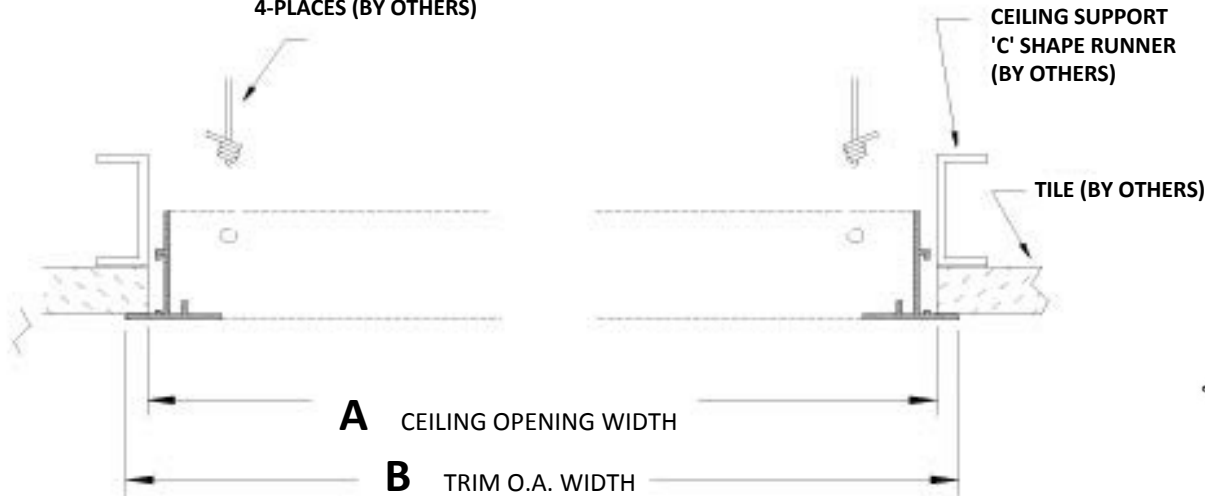 4-PLACES (BY OTHERS)
CEILING SUPPORT
'C' SHAPE RUNNER
(BY OTHERS)
TILE (BY OTHERS)
A CEILING OPENING WIDTH
B TRIM O.A. WIDTH